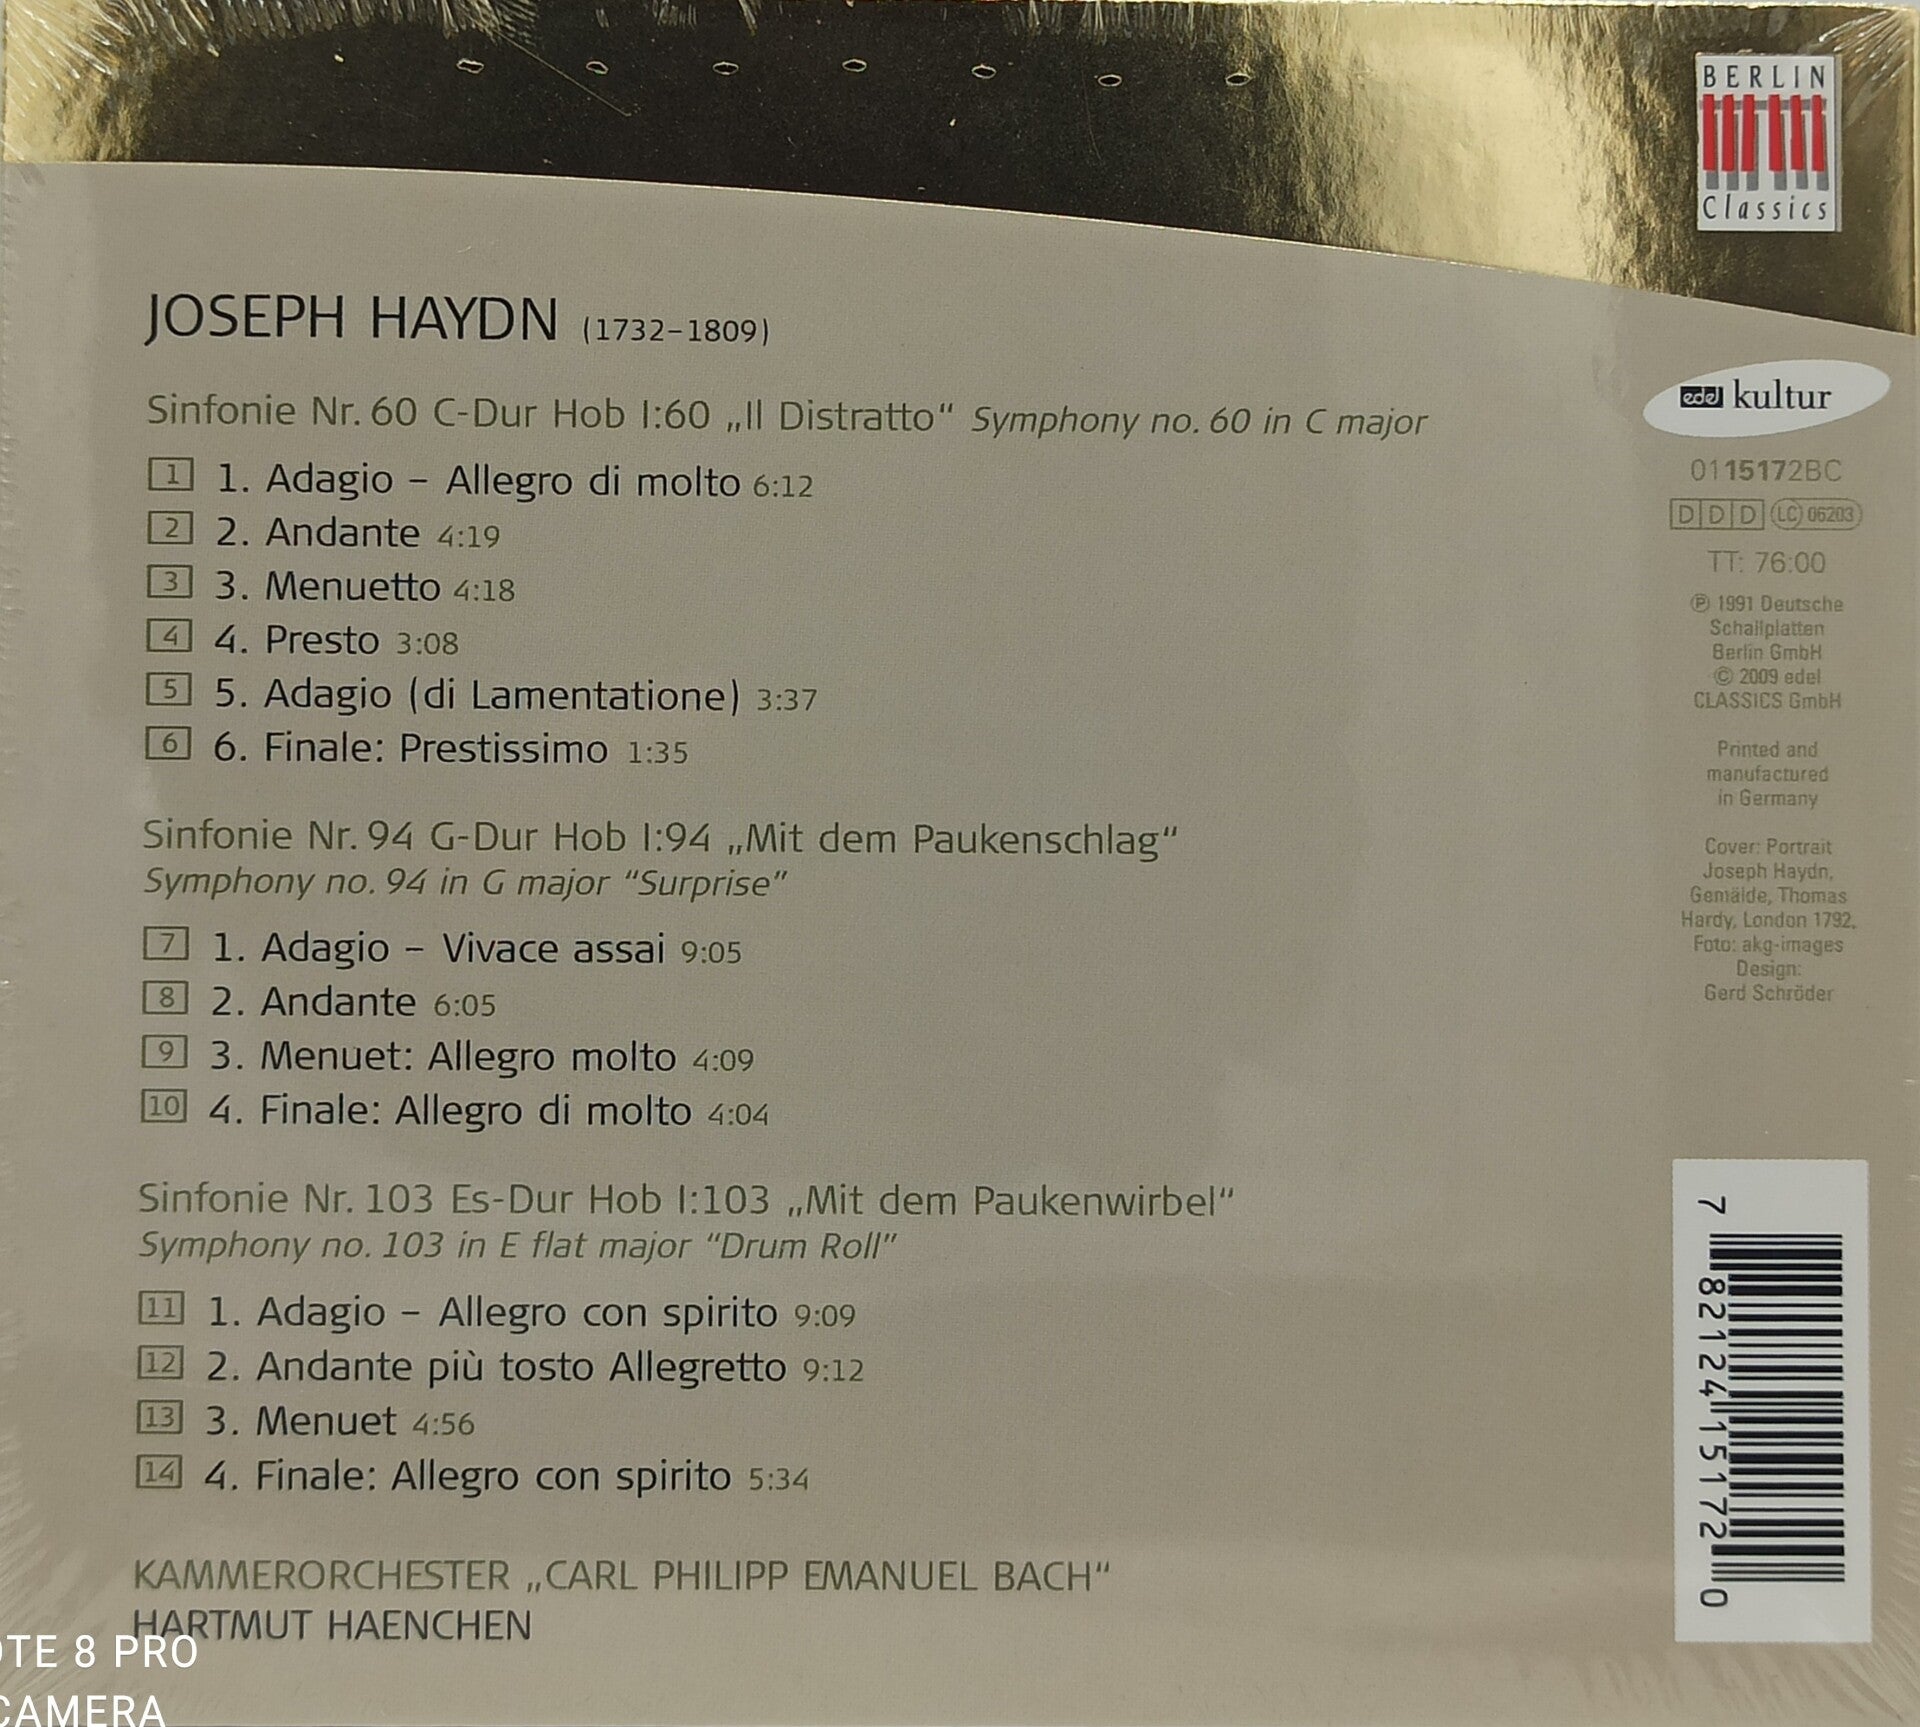 BERLIN
Classics
JOSEPH HAYDN (1732–1809)
Sinfonie Nr. 60 C-Dur Hob I:60 „Il Distratto“ Symphony no. 60 in C major
1 1. Adagio – Allegro di molto 6:12
2 2. Andante 4:19
3 3. Menuetto 4:18
4 4. Presto 3:08
5 5. Adagio (di Lamentatione) 3:37
6 6. Finale: Prestissimo 1:35
Sinfonie Nr. 94 G-Dur Hob I:94 „Mit dem Paukenschlag“
Symphony no. 94 in G major “Surprise”
7 1. Adagio – Vivace assai 9:05
8 2. Andante 6:05
9 3. Menuet: Allegro molto 4:09
10 4. Finale: Allegro di molto 4:04
Sinfonie Nr. 103 Es-Dur Hob I:103 „Mit dem Paukenwirbel“
Symphony no. 103 in E flat major “Drum Roll”
11 1. Adagio – Allegro con spirito 9:09
12 2. Andante più tosto Allegretto 9:12
13 3. Menuet 4:56
14 4. Finale: Allegro con spirito 5:34
KAMMERORCHESTER „CARL PHILIPP EMANUEL BACH“
HARTMUT HAENCHEN
edel kultur
0115172BC
DDD LC 06203
TT: 76:00
℗ 1991 Deutsche
Schallplatten
Berlin GmbH
© 2009 edel
CLASSICS GmbH
Printed and
manufactured
in Germany
Cover: Portrait
Joseph Haydn,
Gemälde, Thomas
Hardy, London 1792,
Foto: akg-images
Design:
Gerd Schröder
7 82124 15172 0
OTE 8 PRO
CAMERA